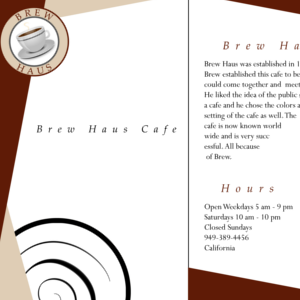 BREW
HAUS
Brew Haus Cafe
Brew Ha
Brew Haus was established in 1
Brew established this cafe to be
could come together and meet
He liked the idea of the public
a cafe and he chose the colors a
setting of the cafe as well. The
cafe is now known world
wide and is very succ
essful. All because
of Brew.
Hours
Open Weekdays 5 am - 9 pm
Saturdays 10 am - 10 pm
Closed Sundays
949-389-4456
California